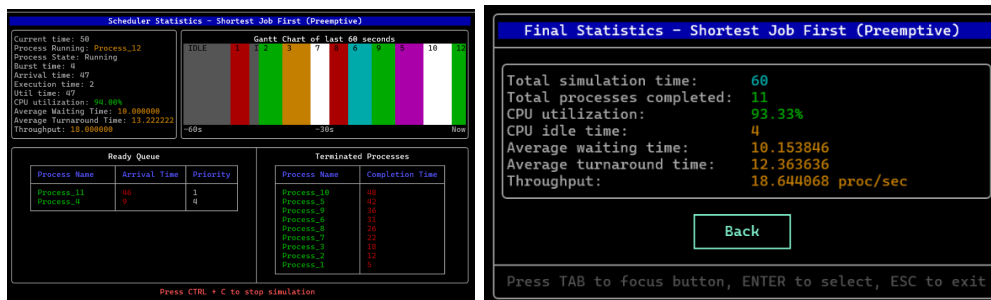 Scheduler Statistics - Shortest Job First (Preemptive)
Current time: 50
Process Running: Process_12
Process State: Running
Burst time: 4
Arrival time: 47
Execution time: 2
Util time: 47
CPU utilization: 94.00%
Average Waiting Time: 10.000000
Average Turnaround Time: 13.222222
Throughput: 18.000000
Gantt Chart of last 60 seconds
IDLE 1 I 2 3 7 8 6 9 5 10 12
-60s -30s Now
Ready Queue
Process Name Arrival Time Priority
Process_11 46 1
Process_4 9 4
Terminated Processes
Process Name Completion Time
Process_10 48
Process_5 42
Process_9 36
Process_6 31
Process_8 26
Process_7 22
Process_3 18
Process_2 12
Process_1 5
Press CTRL + C to stop simulation
Final Statistics - Shortest Job First (Preemptive)
Total simulation time: 60
Total processes completed: 11
CPU utilization: 93.33%
CPU idle time: 4
Average waiting time: 10.153846
Average turnaround time: 12.363636
Throughput: 18.644068 proc/sec
Back
Press TAB to focus button, ENTER to select, ESC to exit